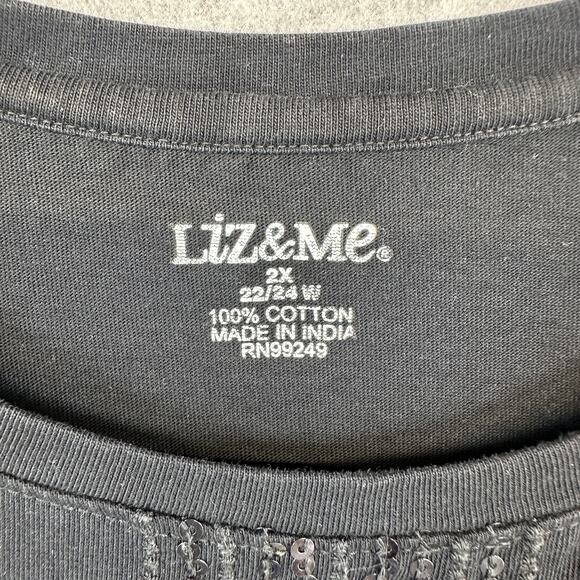 Liz&Me®
2X
22/24 W
100% COTTON
MADE IN INDIA
RN99249